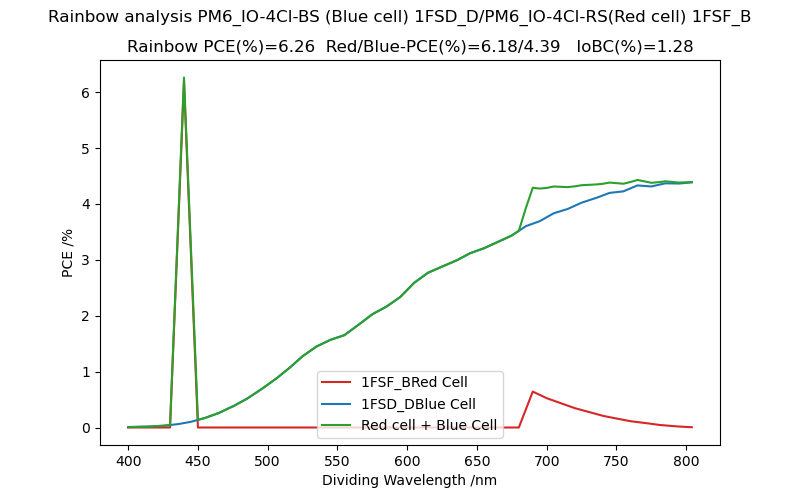 Rainbow analysis PM6_IO-4Cl-BS (Blue cell) 1FSD_D/PM6_IO-4Cl-RS(Red cell) 1FSF_B
Rainbow PCE(%)=6.26  Red/Blue-PCE(%)=6.18/4.39   IoBC(%)=1.28
6
5
4
3
2
1
0
PCE /%
1FSF_BRed Cell
1FSD_DBlue Cell
Red cell + Blue Cell
400 450 500 550 600 650 700 750 800
Dividing Wavelength /nm